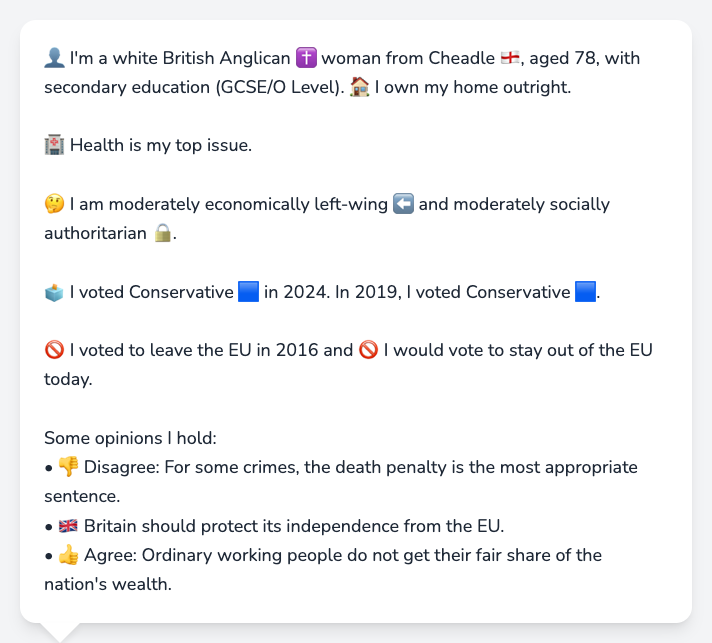 👤 I'm a white British Anglican ✝️ woman from Cheadle 🏴󠁧󠁢󠁥󠁮󠁧󠁿, aged 78, with
secondary education (GCSE/O Level). 🏠 I own my home outright.
🏥 Health is my top issue.
🤔 I am moderately economically left-wing ⬅️ and moderately socially
authoritarian 🔒.
🗳️ I voted Conservative 🟦 in 2024. In 2019, I voted Conservative 🟦.
🚫 I voted to leave the EU in 2016 and 🚫 I would vote to stay out of the EU
today.
Some opinions I hold:
• 👎 Disagree: For some crimes, the death penalty is the most appropriate
sentence.
• 🇬🇧 Britain should protect its independence from the EU.
• 👍 Agree: Ordinary working people do not get their fair share of the
nation's wealth.